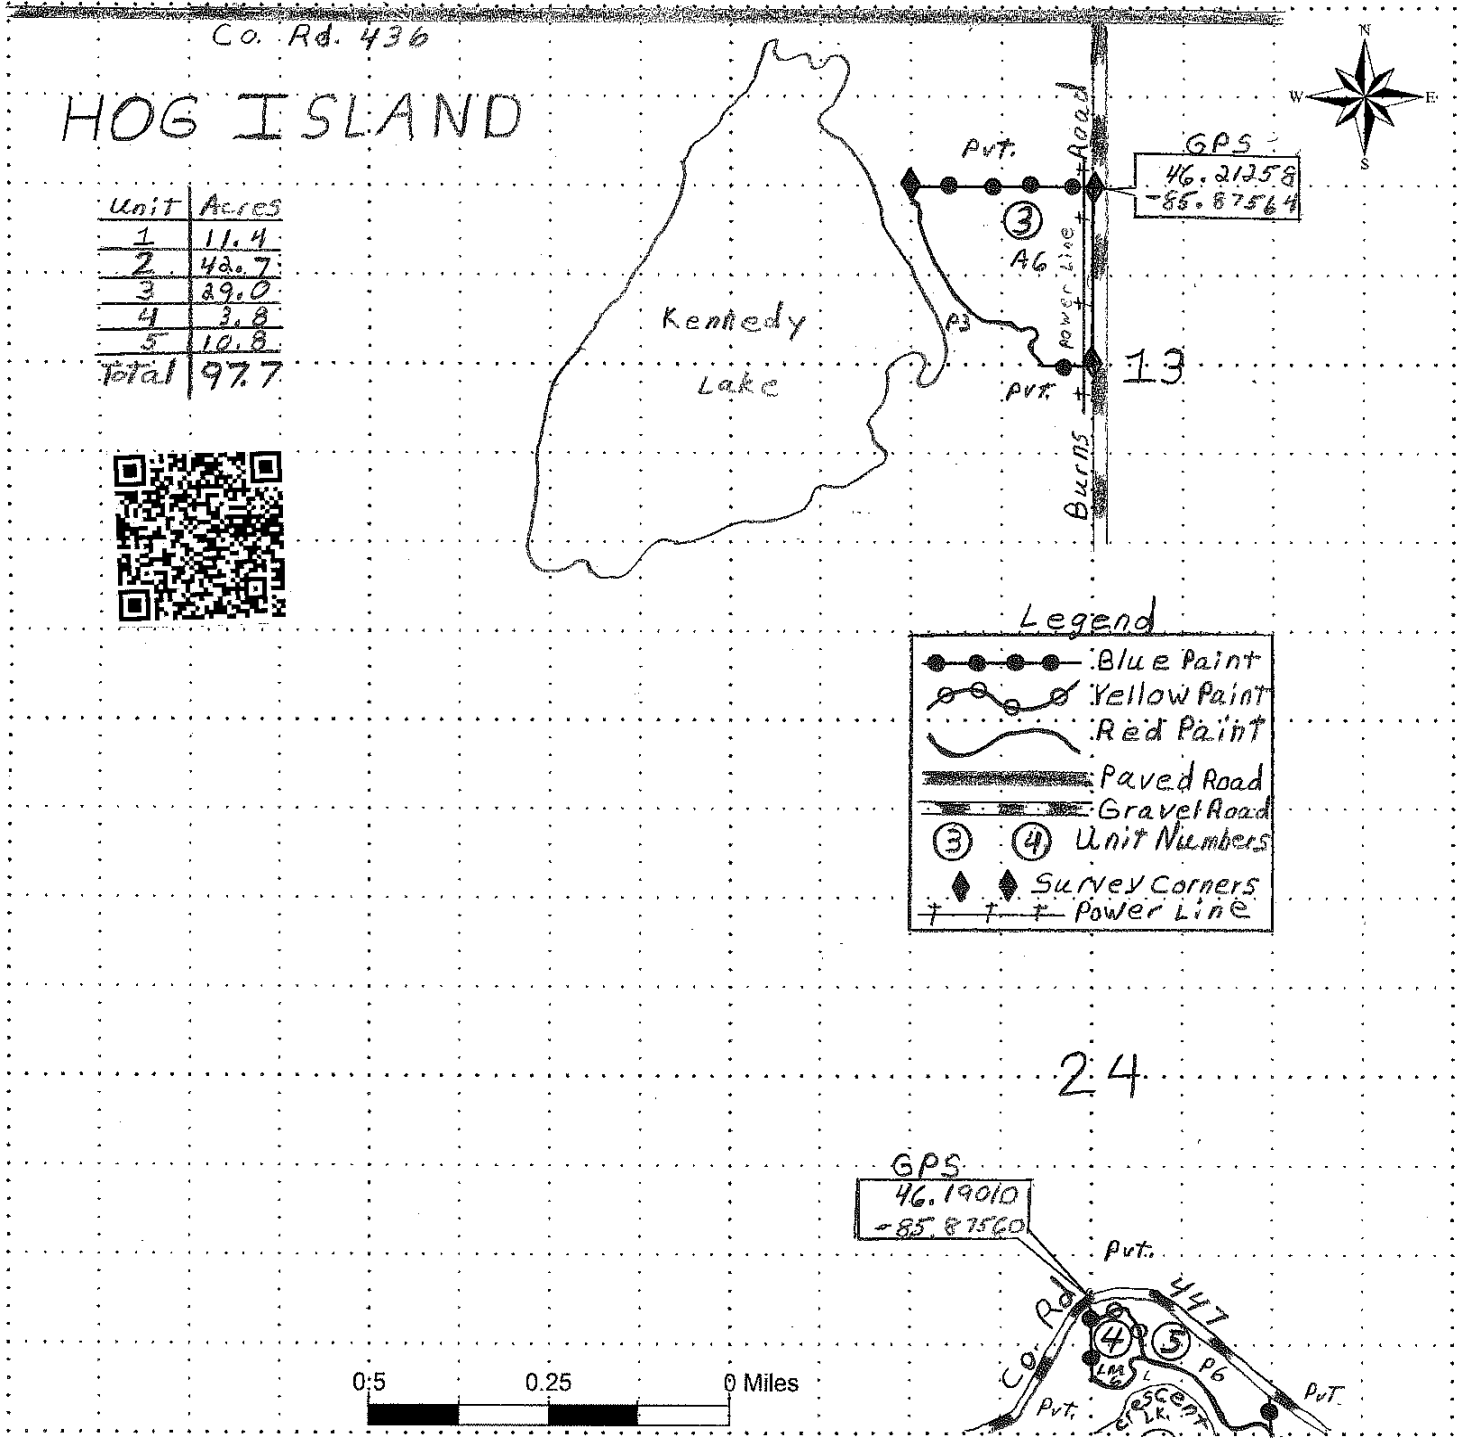 Co. Rd. 436
HOG ISLAND
N
W E
S
Unit Acres
1 11.4
2 42.7
3 29.0
4 3.8
5 10.8
Total 97.7
Pvt.
Road
GPS
46.21258
-85.87564
3
A6
Power Line
Kennedy
Lake
P3
Pvt.
13
Burns
Legend
Blue Paint
Yellow Paint
Red Paint
Paved Road
Gravel Road
3 4 Unit Numbers
Survey Corners
Power Line
24
GPS
46.19010
-85.87560
Pvt.
Co. Rd 447
4 5
LM6 L P6
Pvt. Pvt.
Crescent
LK.
0.5 0.25 0 Miles